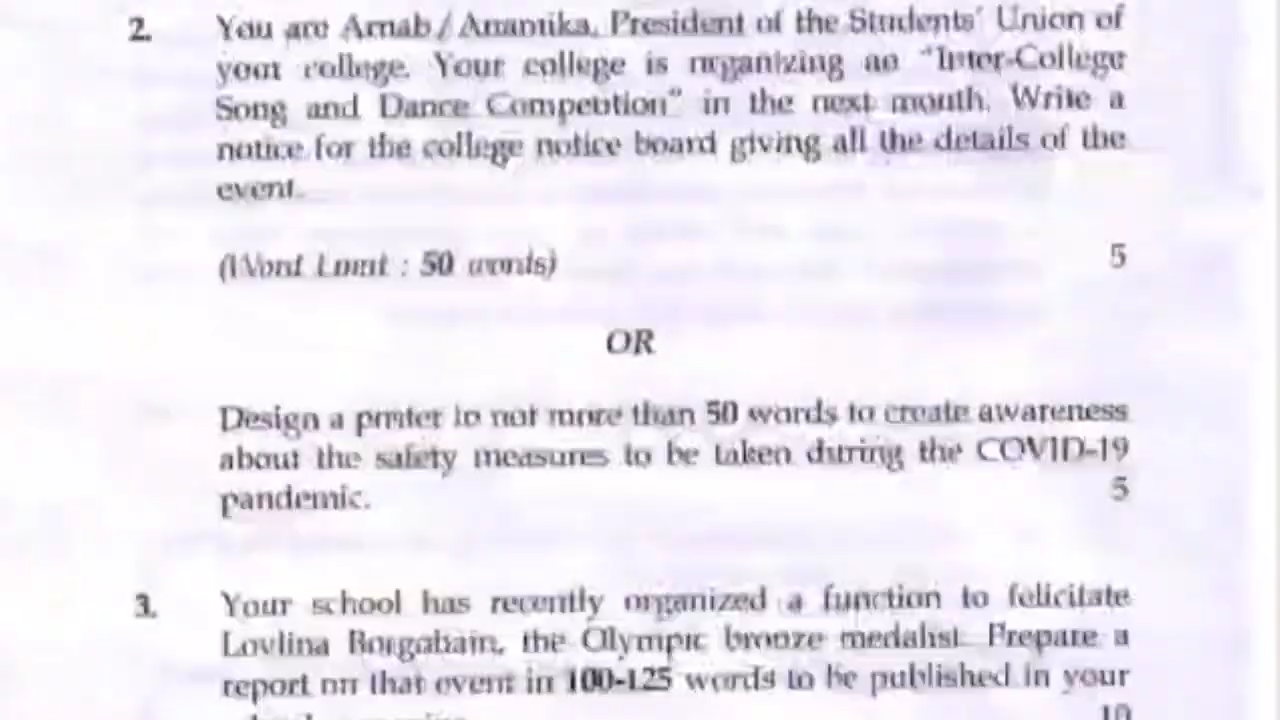 2. You are Arnab / Anamika, President of the Students' Union of
your college. Your college is organizing an "Inter-College
Song and Dance Competition" in the next month. Write a
notice for the college notice board giving all the details of the
event.
(Word Limit : 50 words) 5
OR
Design a poster in not more than 50 words to create awareness
about the safety measures to be taken during the COVID-19
pandemic. 5
3. Your school has recently organized a function to felicitate
Lovlina Borgohain, the Olympic bronze medalist. Prepare a
report on that event in 100-125 words to be published in your
10